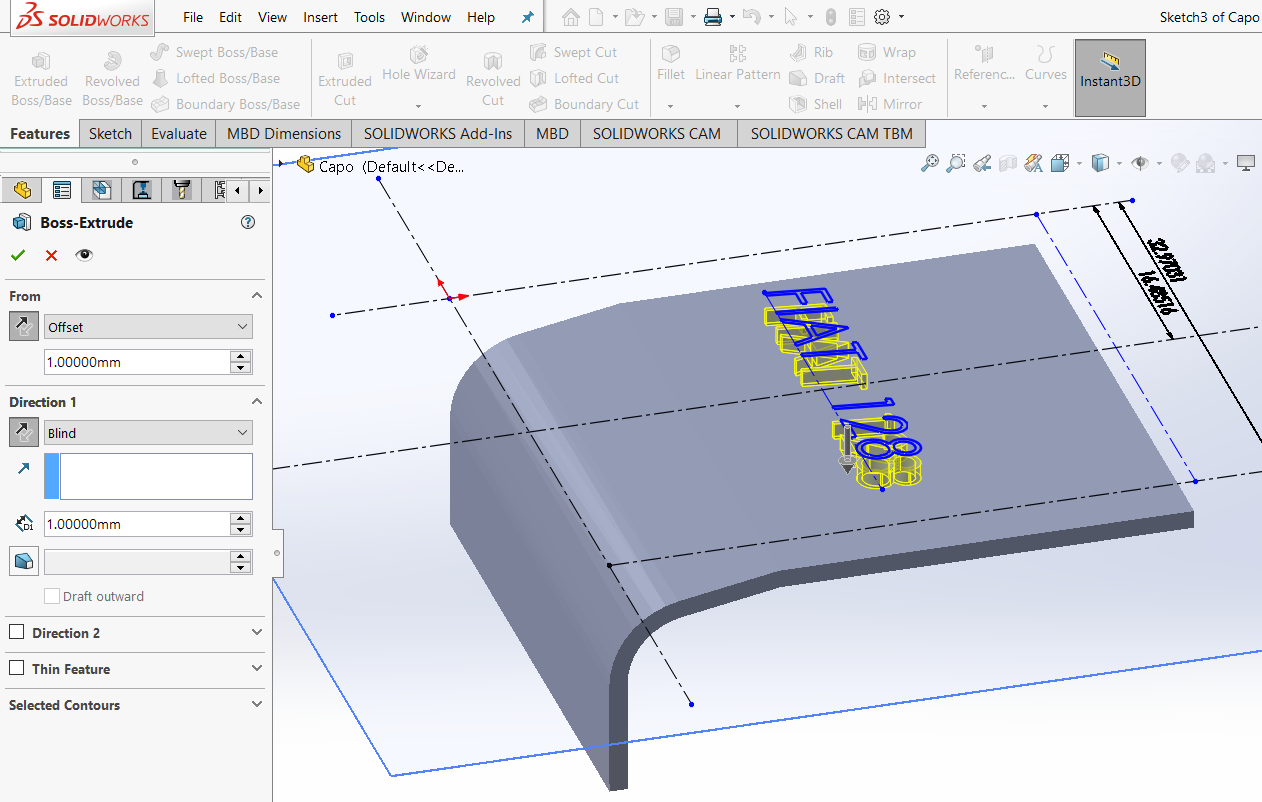 SOLIDWORKS File Edit View Insert Tools Window Help Sketch3 of Capo
Extruded Boss/Base Revolved Boss/Base Swept Boss/Base Lofted Boss/Base Boundary Boss/Base Extruded Cut Hole Wizard Revolved Cut Swept Cut Lofted Cut Boundary Cut Fillet Linear Pattern Rib Draft Shell Wrap Intersect Mirror Referenc... Curves Instant3D
Features Sketch Evaluate MBD Dimensions SOLIDWORKS Add-Ins MBD SOLIDWORKS CAM SOLIDWORKS CAM TBM
Capo (Default<<De...
Boss-Extrude
From
Offset
1.00000mm
Direction 1
Blind
D1
1.00000mm
Draft outward
Direction 2
Thin Feature
Selected Contours
32.97031
16.48516
FIAT 128